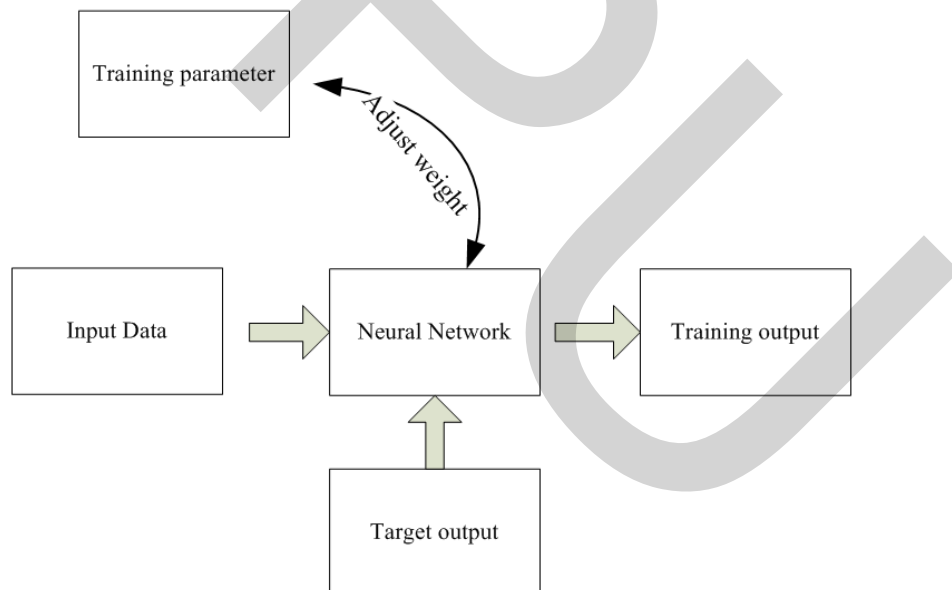 Training parameter
Adjust weight
Input Data
Neural Network
Training output
Target output